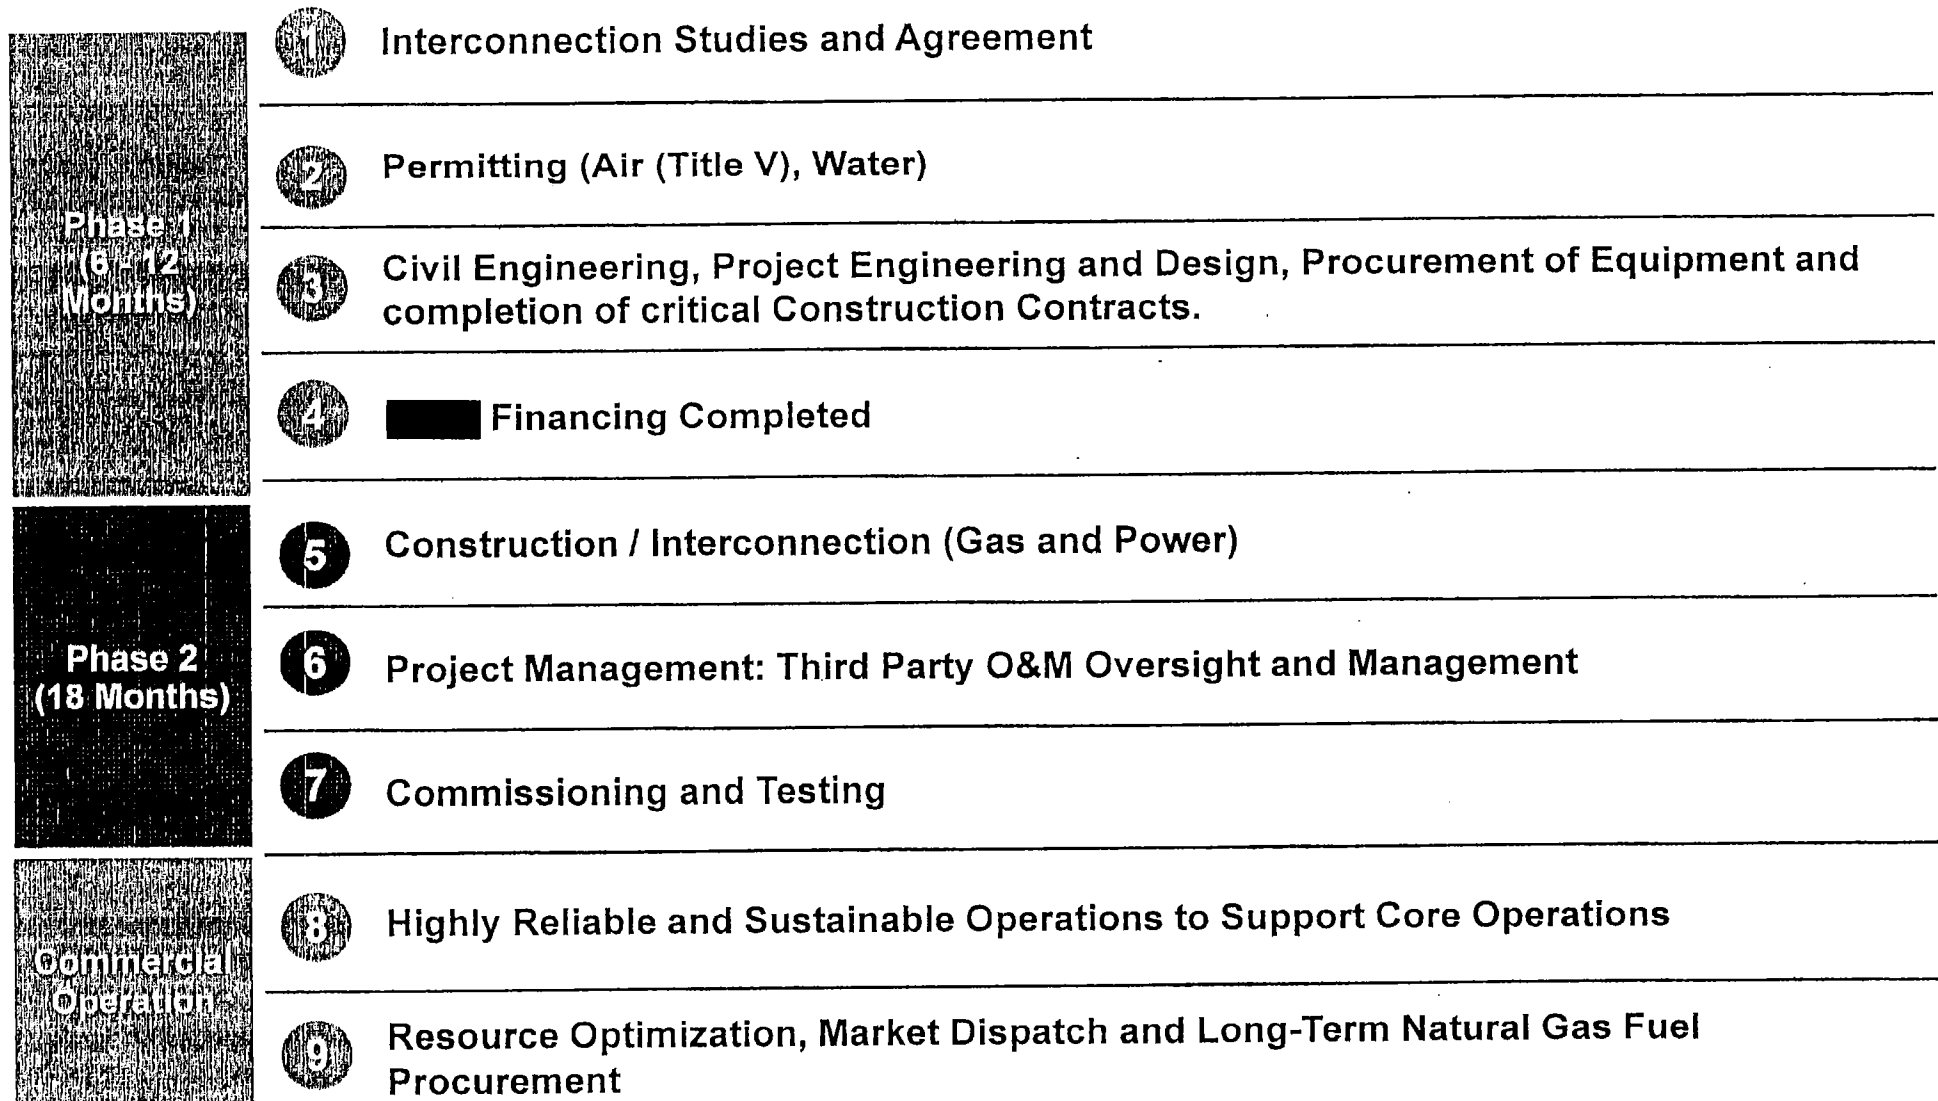 1 Interconnection Studies and Agreement
2 Permitting (Air (Title V), Water)
Phase 1
(6 - 12
Months)
3 Civil Engineering, Project Engineering and Design, Procurement of Equipment and
completion of critical Construction Contracts.
4 Financing Completed
5 Construction / Interconnection (Gas and Power)
Phase 2
(18 Months)
6 Project Management: Third Party O&M Oversight and Management
7 Commissioning and Testing
8 Highly Reliable and Sustainable Operations to Support Core Operations
Commercial
Operation
9 Resource Optimization, Market Dispatch and Long-Term Natural Gas Fuel
Procurement